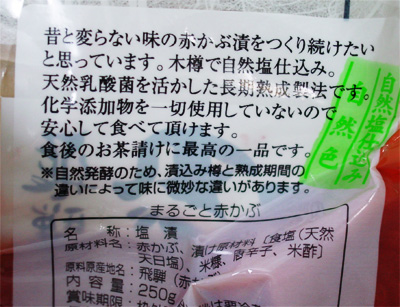 昔と変らない味の赤かぶ漬をつくり続けたい
と思っています。木樽で自然塩仕込み。
天然乳酸菌を活かした長期熟成製法です。
化学添加物を一切使用していないので
安心して食べて頂けます。
食後のお茶請けに最高の一品です。
※自然発酵のため、漬込み樽と熟成期間の
違いによって味に微妙な違いがあります。
自然塩仕込み
自然色
まるごと赤かぶ
名称:塩漬
原材料名:赤かぶ、漬け原材料〔食塩(天然
天日塩)、米糠、唐辛子、米酢〕
原料原産地名:飛騨
内容量:250g
賞味期限